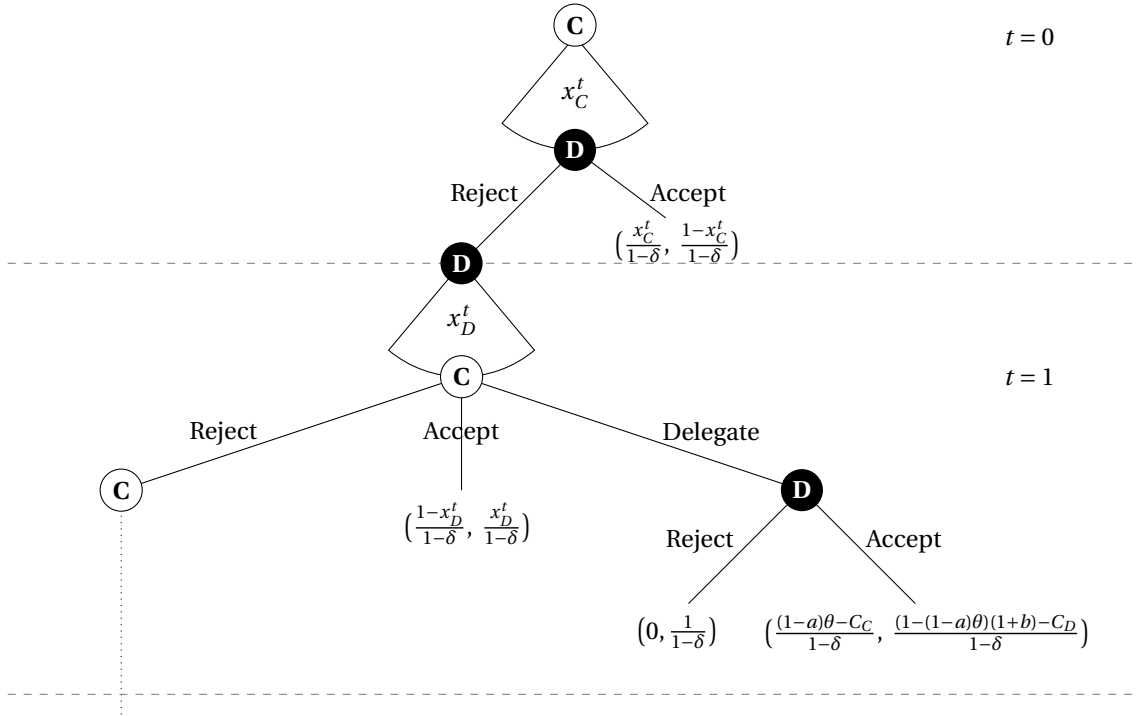 C
t = 0
x_C^t
D
Reject
Accept
(x_C^t/(1−δ), (1−x_C^t)/(1−δ))
D
x_D^t
C
t = 1
Reject
Accept
Delegate
C
D
((1−x_D^t)/(1−δ), x_D^t/(1−δ))
Reject
Accept
(0, 1/(1−δ))
(((1−a)θ−C_C)/(1−δ), ((1−(1−a)θ)(1+b)−C_D)/(1−δ))